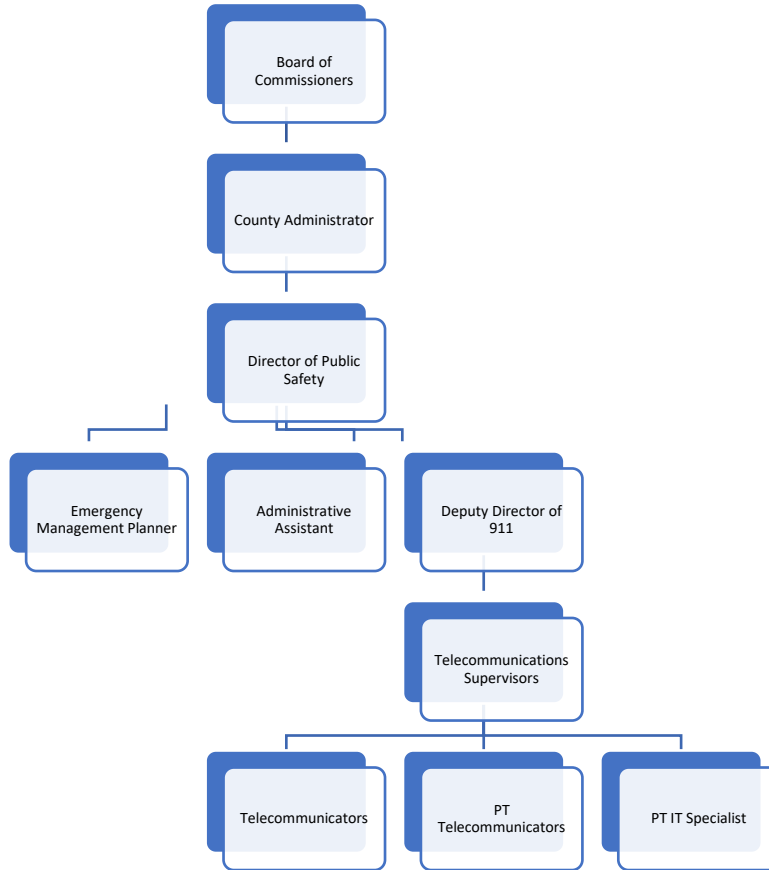 Board of
Commissioners
County Administrator
Director of Public
Safety
Emergency
Management Planner
Administrative
Assistant
Deputy Director of
911
Telecommunications
Supervisors
Telecommunicators
PT
Telecommunicators
PT IT Specialist